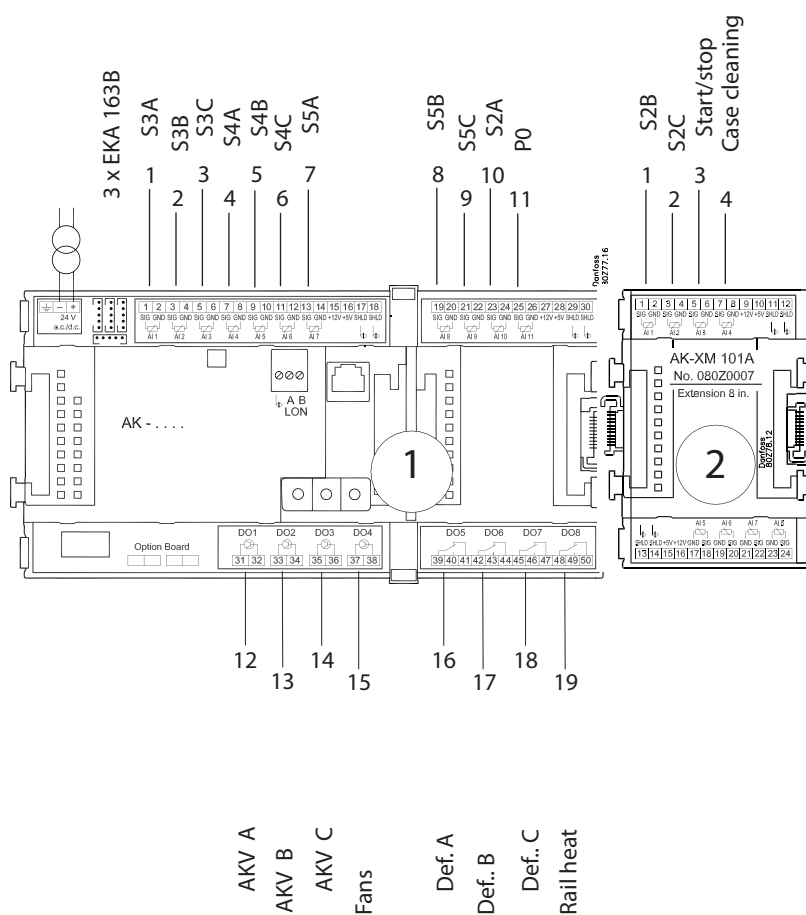 3 x EKA 163B
S3A
S3B
S3C
S4A
S4B
S4C
S5A
S5B
S5C
S2A
P0
S2B
S2C
Start/stop
Case cleaning
1 2 3 4 5 6 7
8 9 10 11
1 2 3 4
Danfoss
80Z77.16
– +
24 V
a.c./d.c.
1 2 3 4 5 6 7 8 9 10 11 12 13 14 15 16 17 18
SIG GND SIG GND SIG GND SIG GND SIG GND SIG GND SIG GND +12V +5V SHLD SHLD
AI 1 AI 2 AI 3 AI 4 AI 5 AI 6 AI 7
19 20 21 22 23 24 25 26 27 28 29 30
SIG GND SIG GND SIG GND SIG GND +12V +5V SHLD SHLD
AI 8 AI 9 AI 10 AI 11
1 2 3 4 5 6 7 8 9 10 11 12
SIG GND SIG GND SIG GND SIG GND +12V +5V SHLD SHLD
AI 1 AI 2
AI 4
A B
LON
AK - . . . .
1
AK-XM 101A
No. 080Z0007
Extension 8 in.
2
Danfoss
80Z78.12
Option Board
DO1 DO2 DO3 DO4
31 32 33 34 35 36 37 38
DO5 DO6 DO7 DO8
39 40 41 42 43 44 45 46 47 48 49 50
AI 5 AI 6 AI 7 AI 8
SHLD SHLD +5V +12V GND SIG GND SIG GND SIG GND SIG
13 14 15 16 17 18 19 20 21 22 23 24
12 13 14 15
16 17 18 19
AKV A
AKV B
AKV C
Fans
Def. A
Def.. B
Def.. C
Rail heat